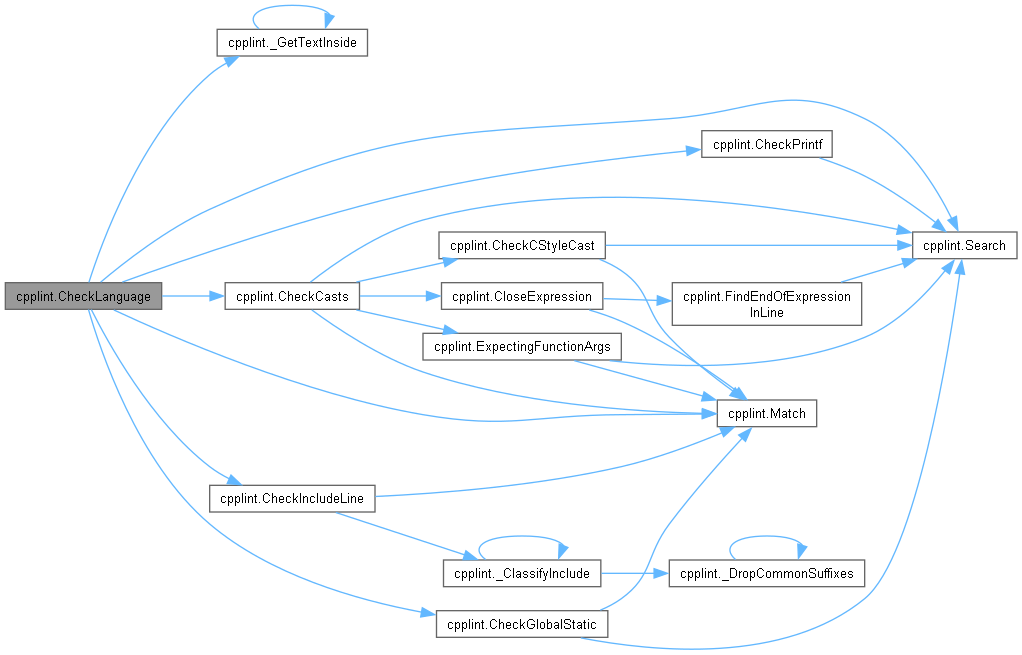 cpplint._GetTextInside
cpplint.CheckPrintf
cpplint.CheckCStyleCast
cpplint.Search
cpplint.CheckLanguage
cpplint.CheckCasts
cpplint.CloseExpression
cpplint.FindEndOfExpression
InLine
cpplint.ExpectingFunctionArgs
cpplint.Match
cpplint.CheckIncludeLine
cpplint._ClassifyInclude
cpplint._DropCommonSuffixes
cpplint.CheckGlobalStatic